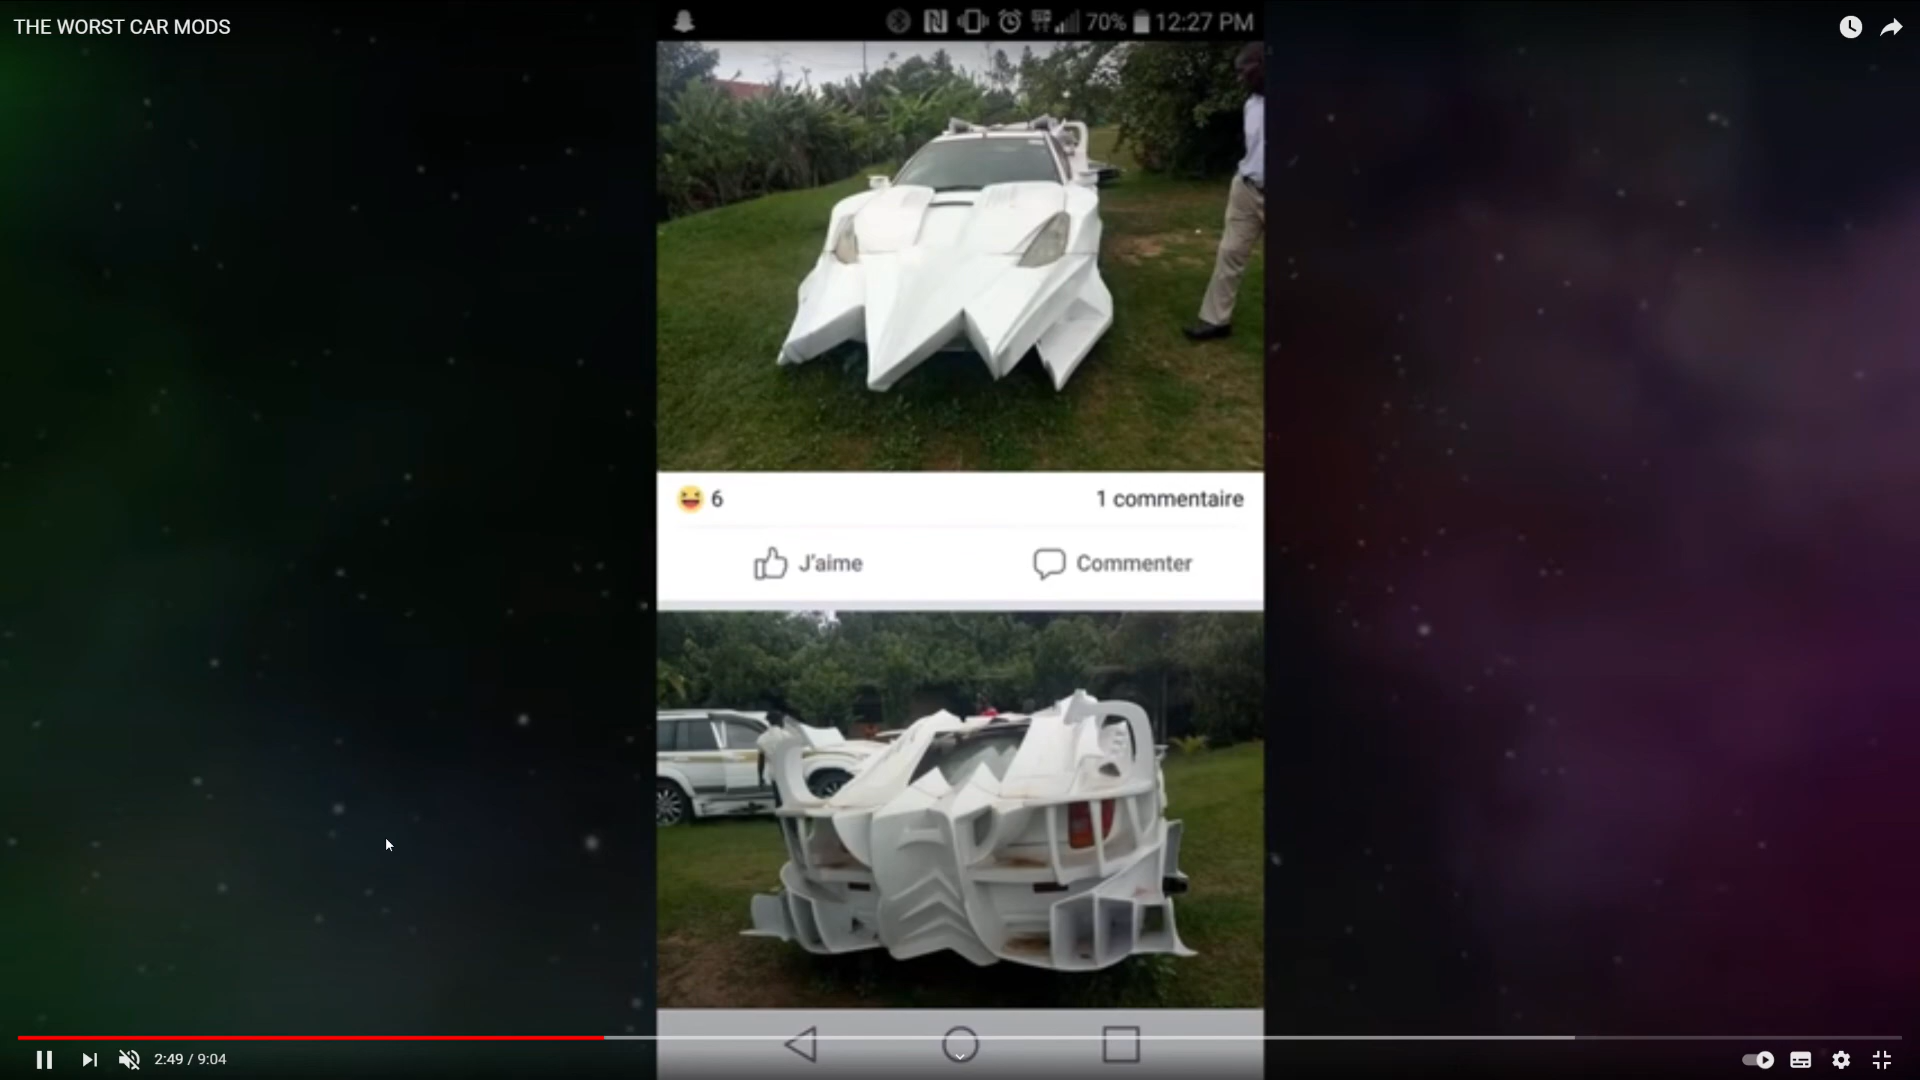 THE WORST CAR MODS
70% 12:27 PM
6 1 commentaire
J'aime Commenter
2:49 / 9:04